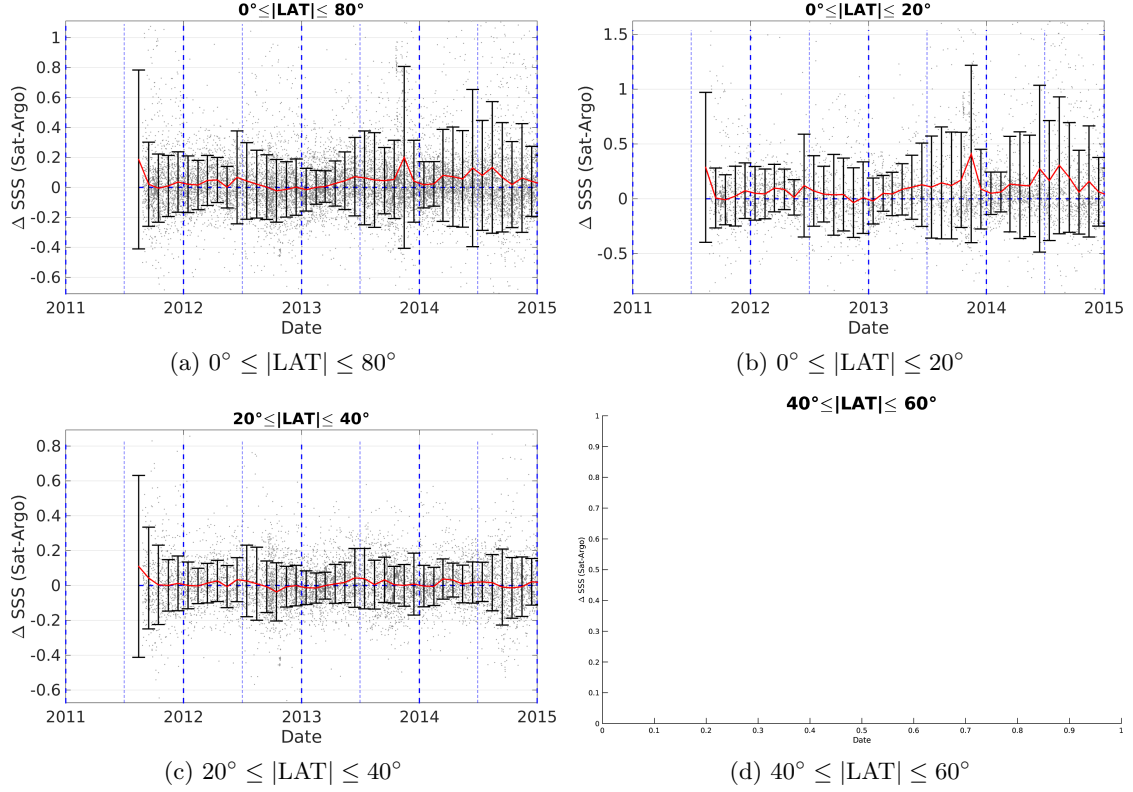 0°≤|LAT|≤ 80°
1
0.8
0.6
0.4
0.2
0
-0.2
-0.4
-0.6
Δ SSS (Sat-Argo)
2011 2012 2013 2014 2015
Date
(a) 0° ≤ |LAT| ≤ 80°
0°≤|LAT|≤ 20°
1.5
1
0.5
0
-0.5
Δ SSS (Sat-Argo)
2011 2012 2013 2014 2015
Date
(b) 0° ≤ |LAT| ≤ 20°
20°≤|LAT|≤ 40°
0.8
0.6
0.4
0.2
0
-0.2
-0.4
-0.6
Δ SSS (Sat-Argo)
2011 2012 2013 2014 2015
Date
(c) 20° ≤ |LAT| ≤ 40°
40°≤|LAT|≤ 60°
1
0.9
0.8
0.7
0.6
0.5
0.4
0.3
0.2
0.1
0
Δ SSS (Sat-Argo)
0 0.1 0.2 0.3 0.4 0.5 0.6 0.7 0.8 0.9 1
Date
(d) 40° ≤ |LAT| ≤ 60°